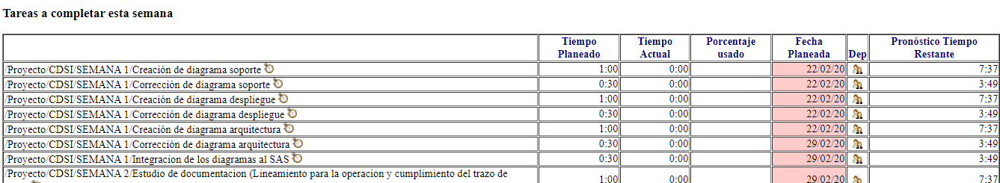 Tareas a completar esta semana
Tiempo Planeado Tiempo Actual Porcentaje usado Fecha Planeada Dep Pronóstico Tiempo Restante
/Proyecto/CDSI/SEMANA 1/Creación de diagrama soporte 1:00 0:00 22/02/20 7:37
/Proyecto/CDSI/SEMANA 1/Corrección de diagrama soporte 0:30 0:00 22/02/20 3:49
/Proyecto/CDSI/SEMANA 1/Creación de diagrama despliegue 1:00 0:00 22/02/20 7:37
/Proyecto/CDSI/SEMANA 1/Corrección de diagrama despliegue 0:30 0:00 22/02/20 3:49
/Proyecto/CDSI/SEMANA 1/Creación de diagrama arquitectura 1:00 0:00 22/02/20 7:37
/Proyecto/CDSI/SEMANA 1/Corrección de diagrama arquitectura 0:30 0:00 29/02/20 3:49
/Proyecto/CDSI/SEMANA 1/Integracion de los diagramas al SAS 0:30 0:00 29/02/20 3:49
/Proyecto/CDSI/SEMANA 2/Estudio de documentacion (Lineamiento para la operacion y cumplimiento del trazo de 1:00 0:00 29/02/20 7:37